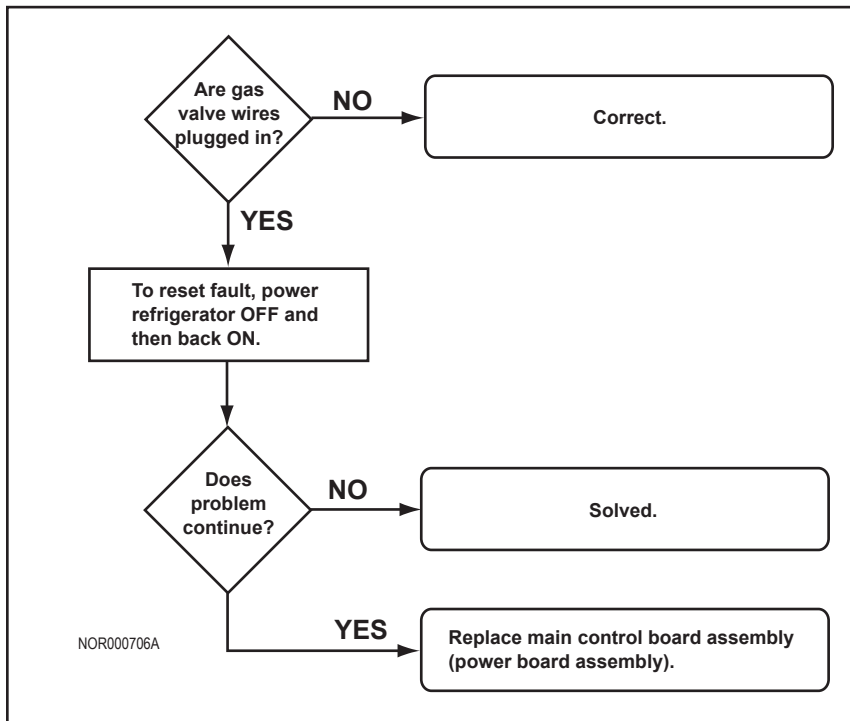 Are gas
valve wires
plugged in?
NO
Correct.
YES
To reset fault, power
refrigerator OFF and
then back ON.
Does
problem
continue?
NO
Solved.
YES
Replace main control board assembly
(power board assembly).
NOR000706A